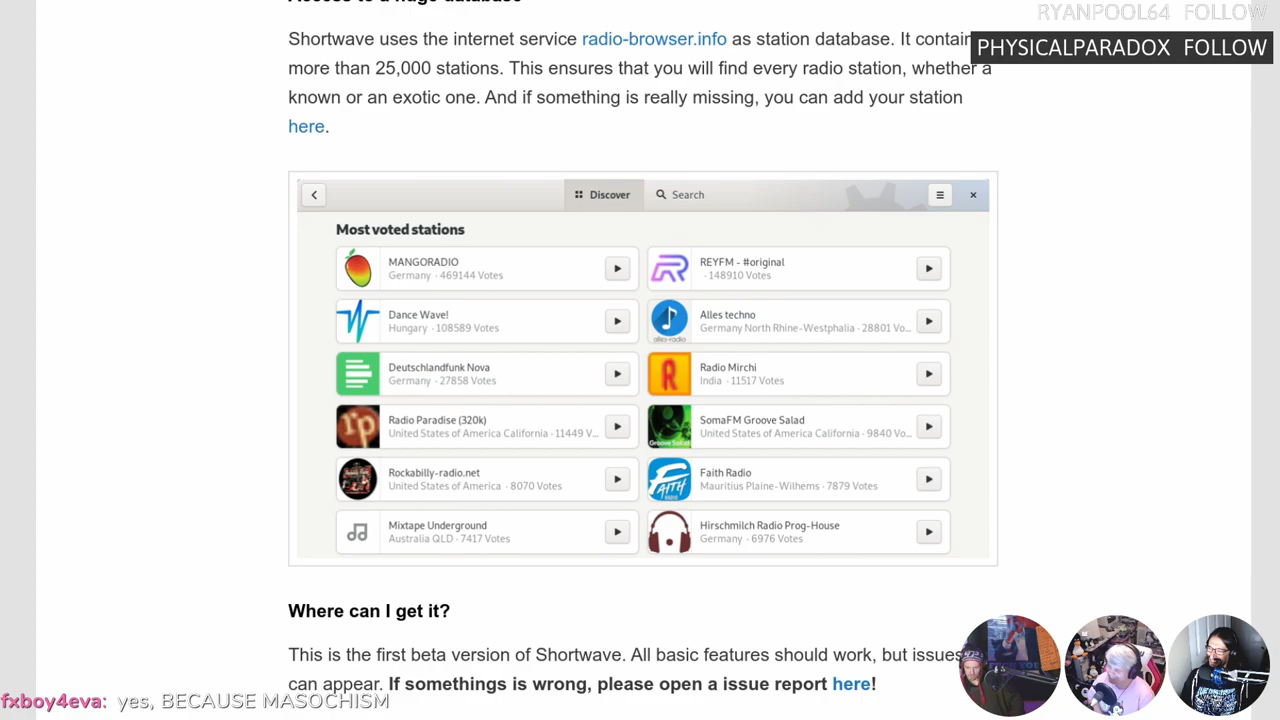 RYANPOOL64 FOLLOW
PHYSICALPARADOX FOLLOW
Shortwave uses the internet service radio-browser.info as station database. It contain
more than 25,000 stations. This ensures that you will find every radio station, whether a
known or an exotic one. And if something is really missing, you can add your station
here.
Discover
Search
Most voted stations
MANGORADIO
Germany · 469144 Votes
REYFM - #original
· 148910 Votes
Dance Wave!
Hungary · 108589 Votes
Alles techno
Germany North Rhine-Westphalia · 28801 Vo...
Deutschlandfunk Nova
Germany · 27858 Votes
Radio Mirchi
India · 11517 Votes
Radio Paradise (320k)
United States of America California · 11449 V...
SomaFM Groove Salad
United States of America California · 9840 Vo...
Rockabilly-radio.net
United States of America · 8070 Votes
Faith Radio
Mauritius Plaine-Wilhems · 7879 Votes
Mixtape Underground
Australia QLD · 7417 Votes
Hirschmilch Radio Prog-House
Germany · 6976 Votes
Where can I get it?
This is the first beta version of Shortwave. All basic features should work, but issues
can appear. If somethings is wrong, please open a issue report here!
fxboy4eva: yes, BECAUSE MASOCHISM